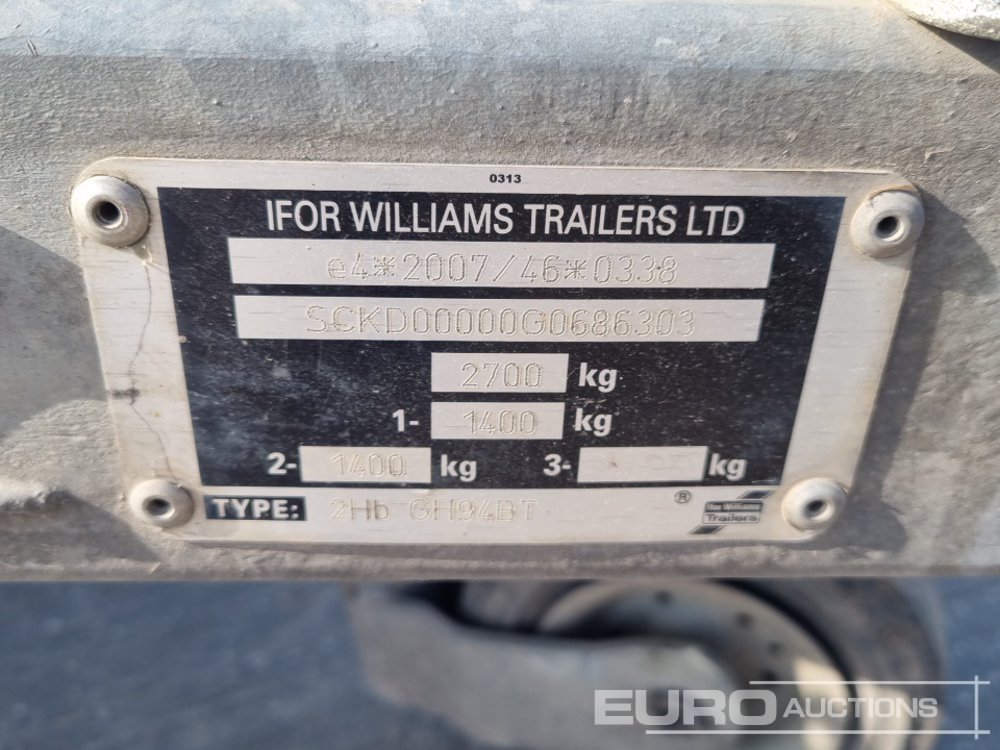 0313
IFOR WILLIAMS TRAILERS LTD
e4*2007/46*0338
SCKD00000G0686303
2700 kg
1- 1400 kg
2- 1400 kg 3- kg
TYPE: 2Hb GH94BT ®
Ifor Williams
Trailers
EURO AUCTIONS